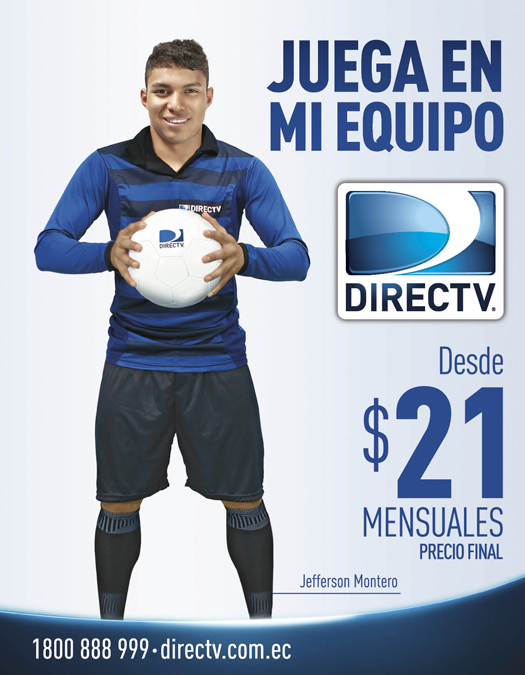 JUEGA EN
MI EQUIPO
DIRECTV
DIRECTV
DIRECTV®
Desde
$21
MENSUALES
PRECIO FINAL
Jefferson Montero
1800 888 999 · directv.com.ec